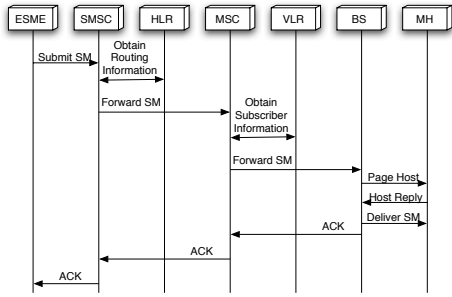 ESME SMSC HLR MSC VLR BS MH
Submit SM
Obtain
Routing
Information
Forward SM
Obtain
Subscriber
Information
Forward SM
Page Host
Host Reply
Deliver SM
ACK
ACK
ACK